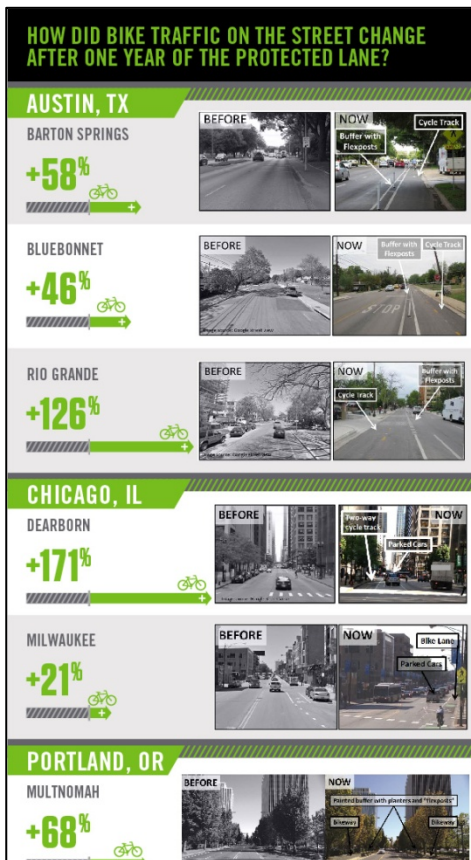 HOW DID BIKE TRAFFIC ON THE STREET CHANGE
AFTER ONE YEAR OF THE PROTECTED LANE?
AUSTIN, TX
BARTON SPRINGS
+58%
+
BEFORE
NOW
Buffer with
Flexposts
Cycle Track
BLUEBONNET
+46%
+
BEFORE
NOW
Buffer with
Flexposts
Cycle Track
STOP
RIO GRANDE
+126%
+
BEFORE
NOW
Cycle Track
Buffer with
Flexposts
CHICAGO, IL
DEARBORN
+171%
+
BEFORE
NOW
Two-way
cycle track
Parked Cars
MILWAUKEE
+21%
+
BEFORE
NOW
Bike Lane
Parked Cars
PORTLAND, OR
MULTNOMAH
+68%
BEFORE
NOW
Painted buffer with planters and "flexposts"
Bikeway
Bikeway